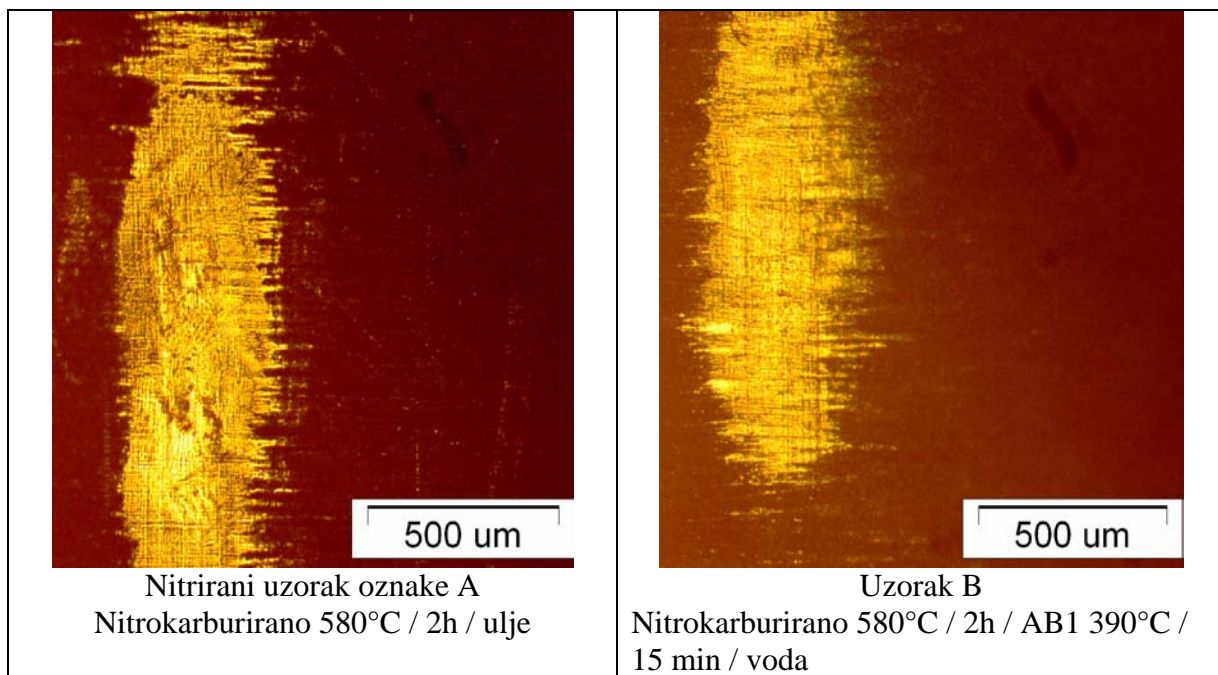 500 um
500 um
Nitrirani uzorak oznake A
Nitrokarburirano 580°C / 2h / ulje
Uzorak B
Nitrokarburirano 580°C / 2h / AB1 390°C /
15 min / voda